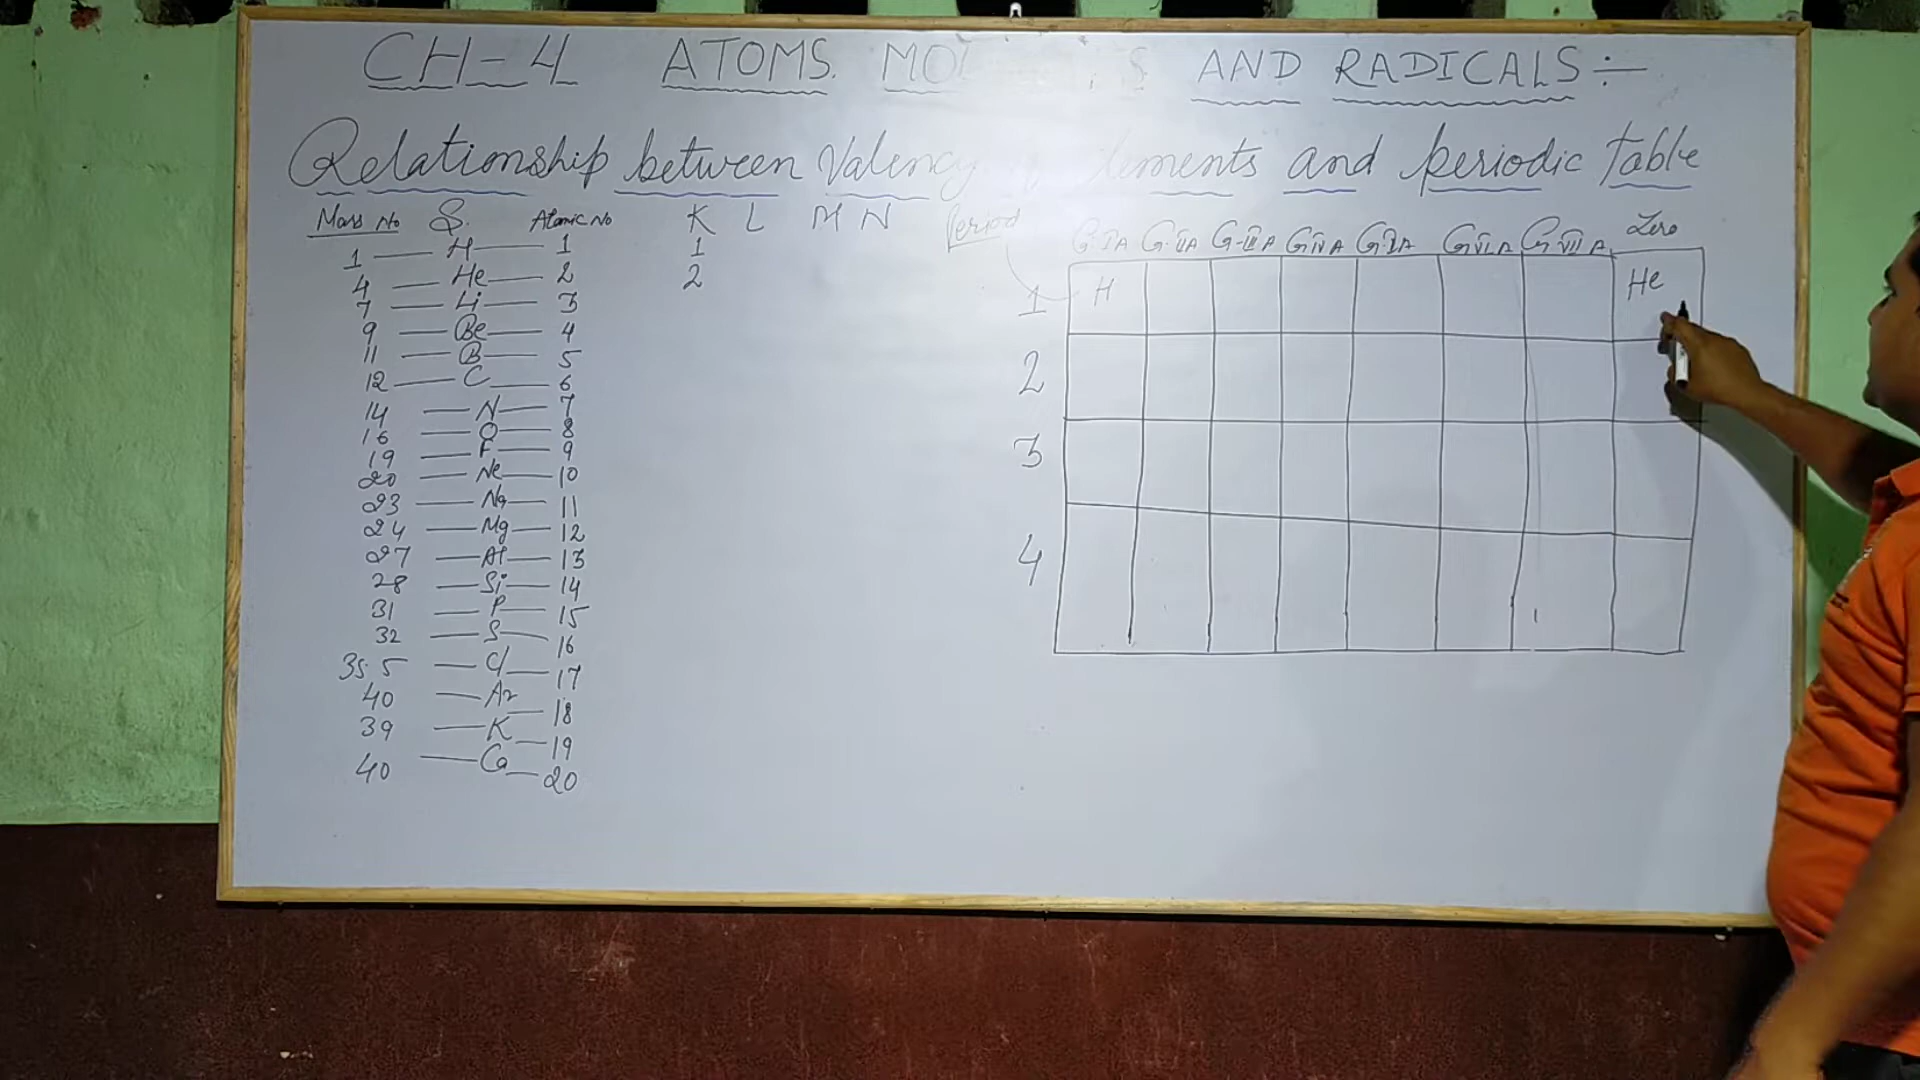 CH-4 ATOMS. MOL S AND RADICALS:-
Relationship between Valency lements and periodic table
Mass No S. Atomic No K L M N
1 — H — 1 1
4 — He — 2 2
7 — Li — 3
9 — Be — 4
11 — B — 5
12 — C — 6
14 — N — 7
16 — O — 8
19 — F — 9
20 — Ne — 10
23 — Na — 11
24 — Mg — 12
27 — Al — 13
28 — Si — 14
31 — P — 15
32 — S — 16
35.5 — Cl — 17
40 — Ar — 18
39 — K — 19
40 — Ca — 20
Period G-IA G-IIA G-IIIA G-IVA G-VA G-VIA G-VIIA Zero
1 H He
2
3
4